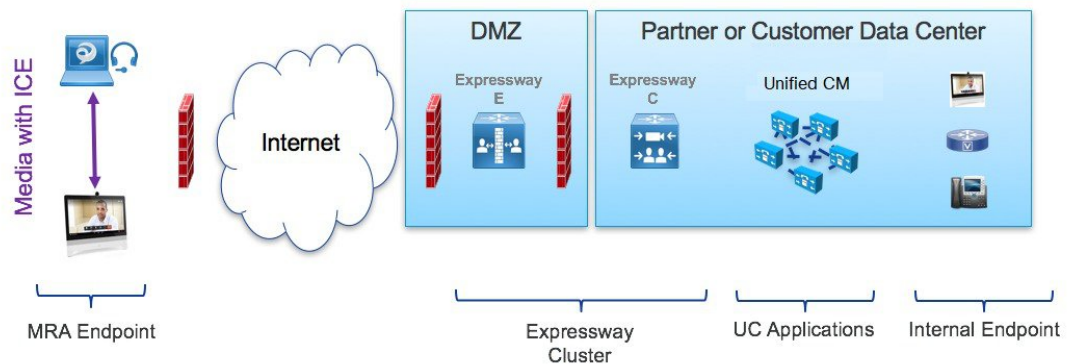 DMZ
Partner or Customer Data Center
Media with ICE
Expressway
E
Expressway
C
Unified CM
Internet
V
MRA Endpoint
Expressway
Cluster
UC Applications
Internal Endpoint